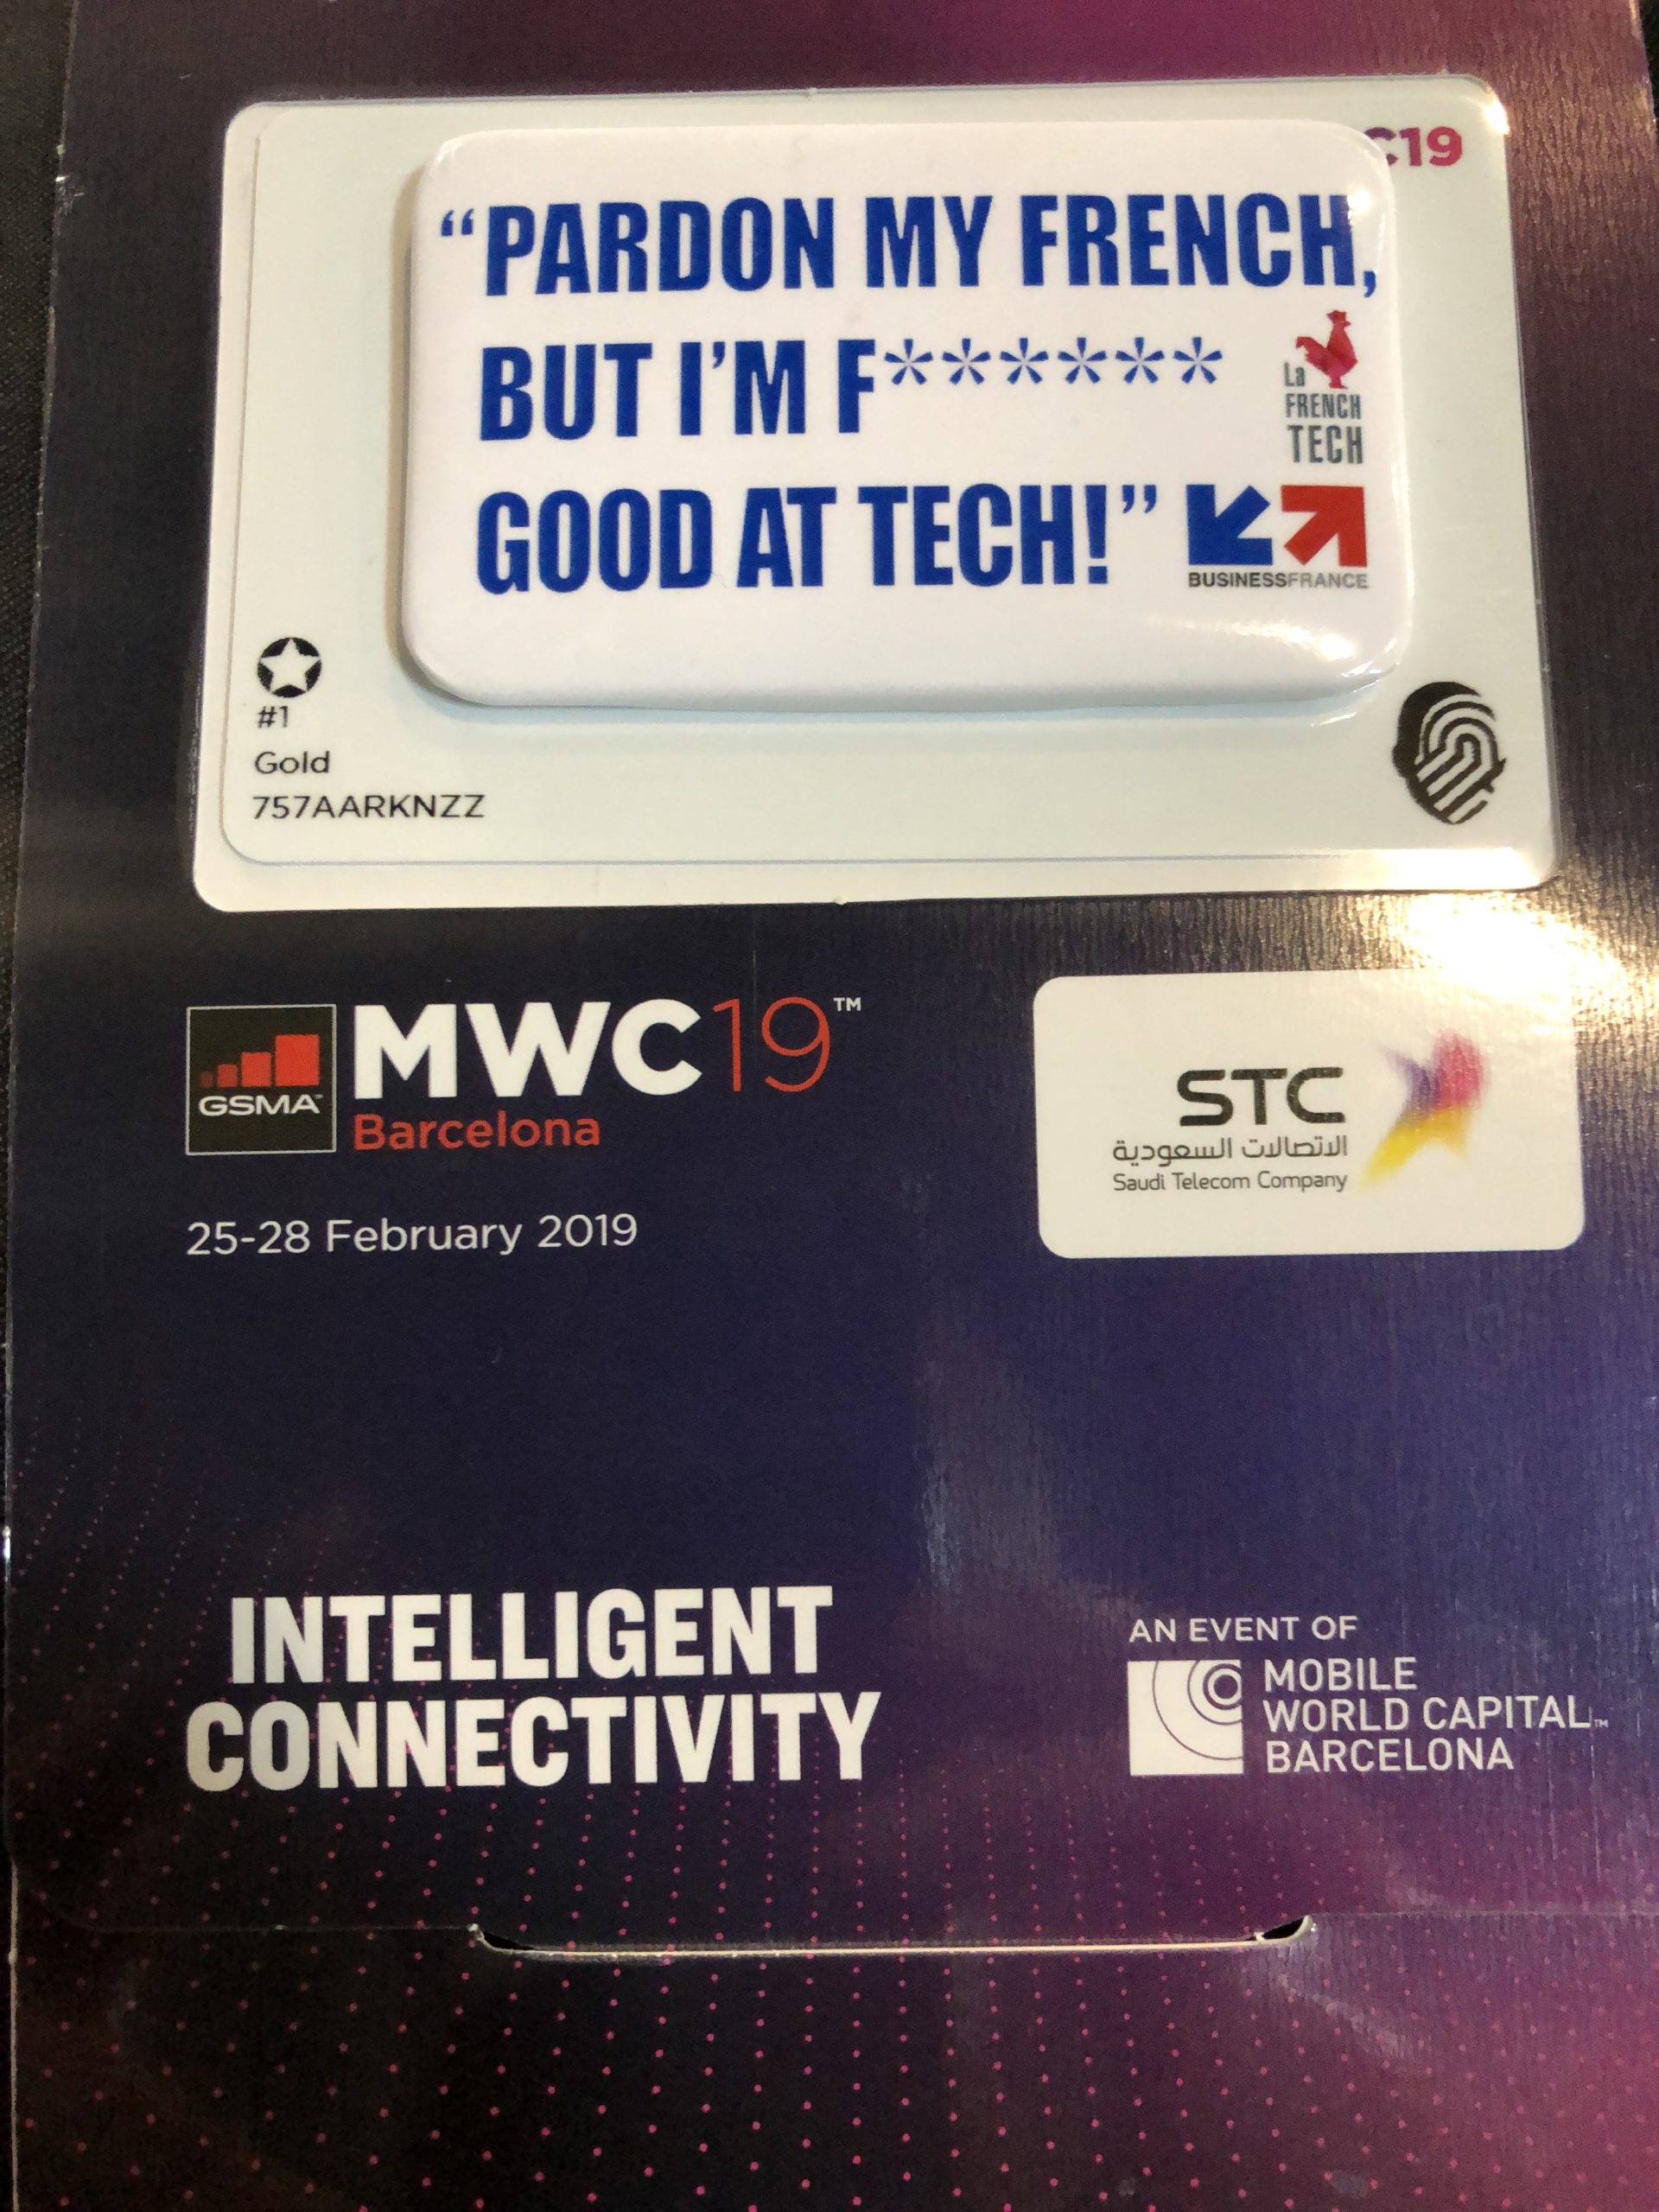 C19
“PARDON MY FRENCH,
BUT I'M F******
GOOD AT TECH!”
La
FRENCH
TECH
BUSINESSFRANCE
#1
Gold
757AARKNZZ
GSMA™
MWC19™
Barcelona
25-28 February 2019
STC
الاتصالات السعودية
Saudi Telecom Company
INTELLIGENT
CONNECTIVITY
AN EVENT OF
MOBILE
WORLD CAPITAL™
BARCELONA